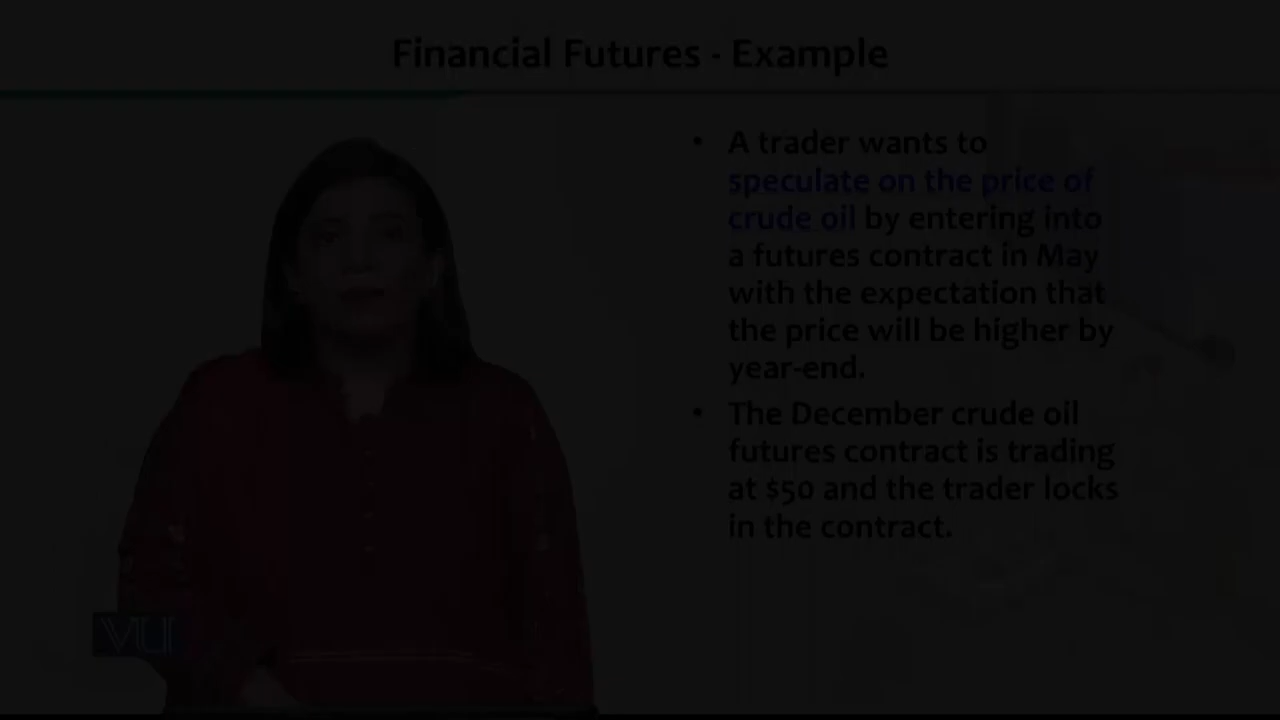 Financial Futures - Example
• A trader wants to
speculate on the price of
crude oil by entering into
a futures contract in May
with the expectation that
the price will be higher by
year-end.
• The December crude oil
futures contract is trading
at $50 and the trader locks
in the contract.
VU